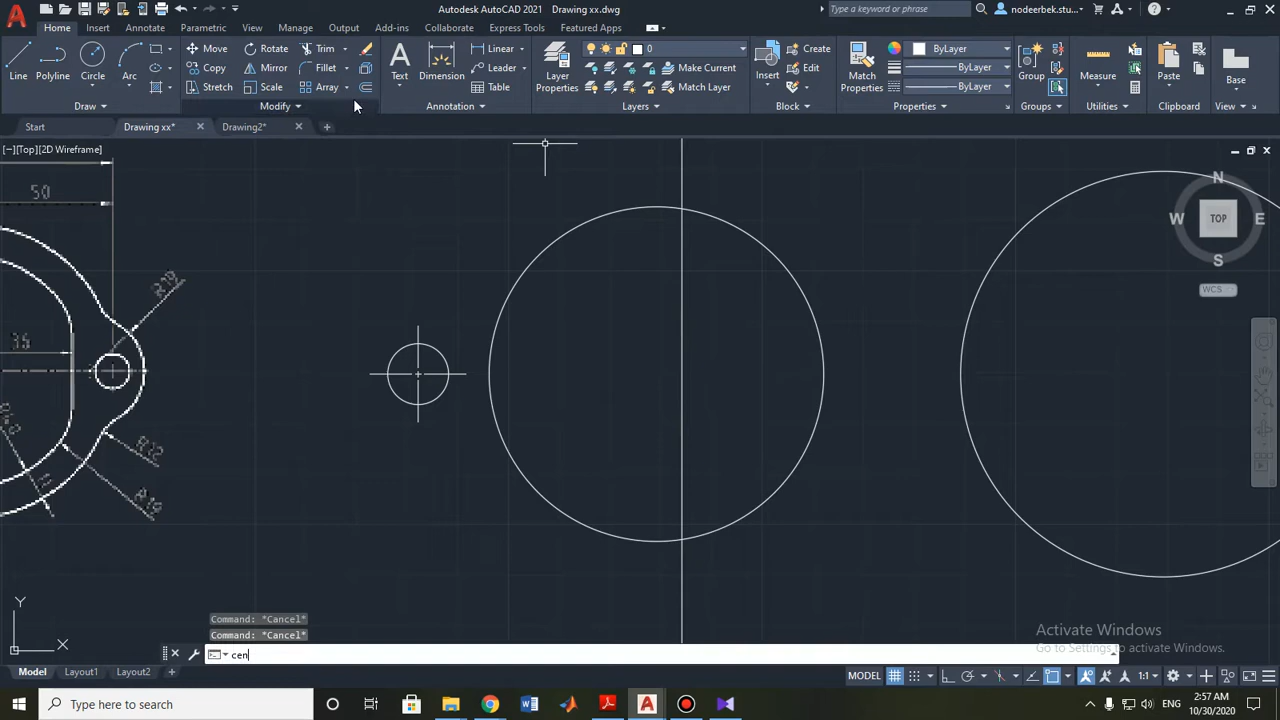 Autodesk AutoCAD 2021 Drawing xx.dwg
Type a keyword or phrase
nodeerbek.stu...
Home Insert Annotate Parametric View Manage Output Add-ins Collaborate Express Tools Featured Apps
Line Polyline Circle Arc
Move Rotate Trim
Copy Mirror Fillet
Stretch Scale Array
Text Dimension
Linear
Leader
Table
Layer Properties
0
Make Current
Match Layer
Insert
Create
Edit
Match Properties
ByLayer
ByLayer
ByLayer
Group
Measure
Paste
Base
Draw Modify Annotation Layers Block Properties Groups Utilities Clipboard View
Start Drawing xx* Drawing2*
[−][Top][2D Wireframe]
50
N
W TOP E
S
WCS
36
R12
Y
X
Command: *Cancel*
Command: *Cancel*
cen
Activate Windows
Go to Settings to activate Windows.
Model Layout1 Layout2
MODEL
1:1
Type here to search
ENG
2:57 AM
10/30/2020